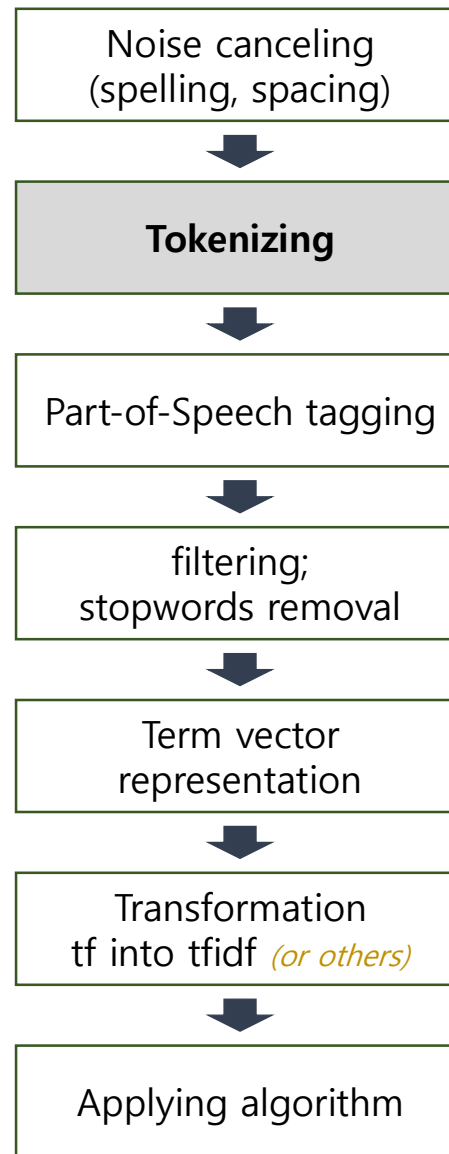 Noise canceling
(spelling, spacing)
Tokenizing
Part-of-Speech tagging
filtering;
stopwords removal
Term vector
representation
Transformation
tf into tfidf (or others)
Applying algorithm